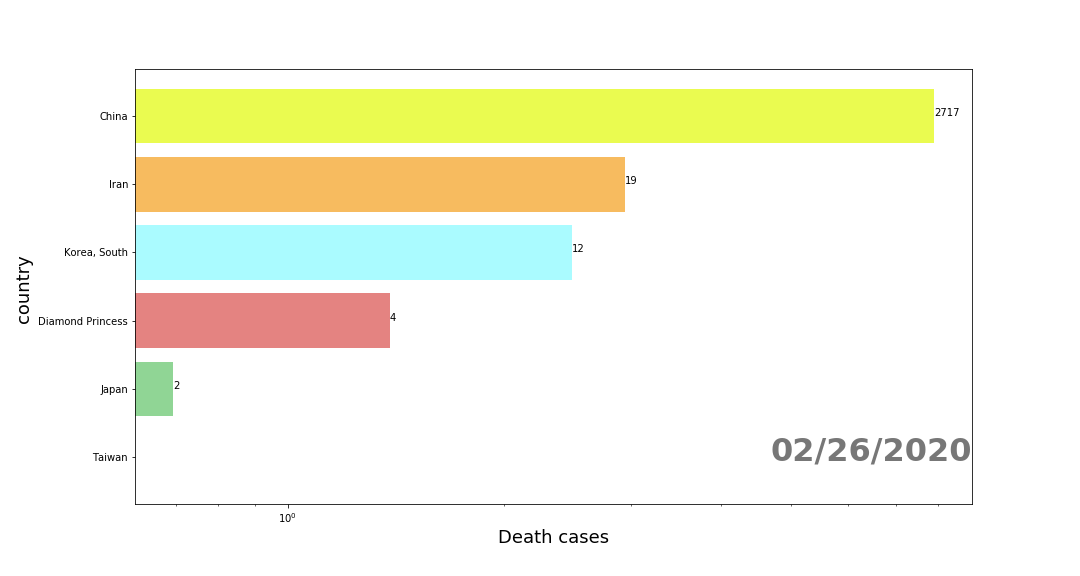 China
2717
Iran
19
Korea, South
12
country
Diamond Princess
4
Japan
2
Taiwan
02/26/2020
10⁰
Death cases